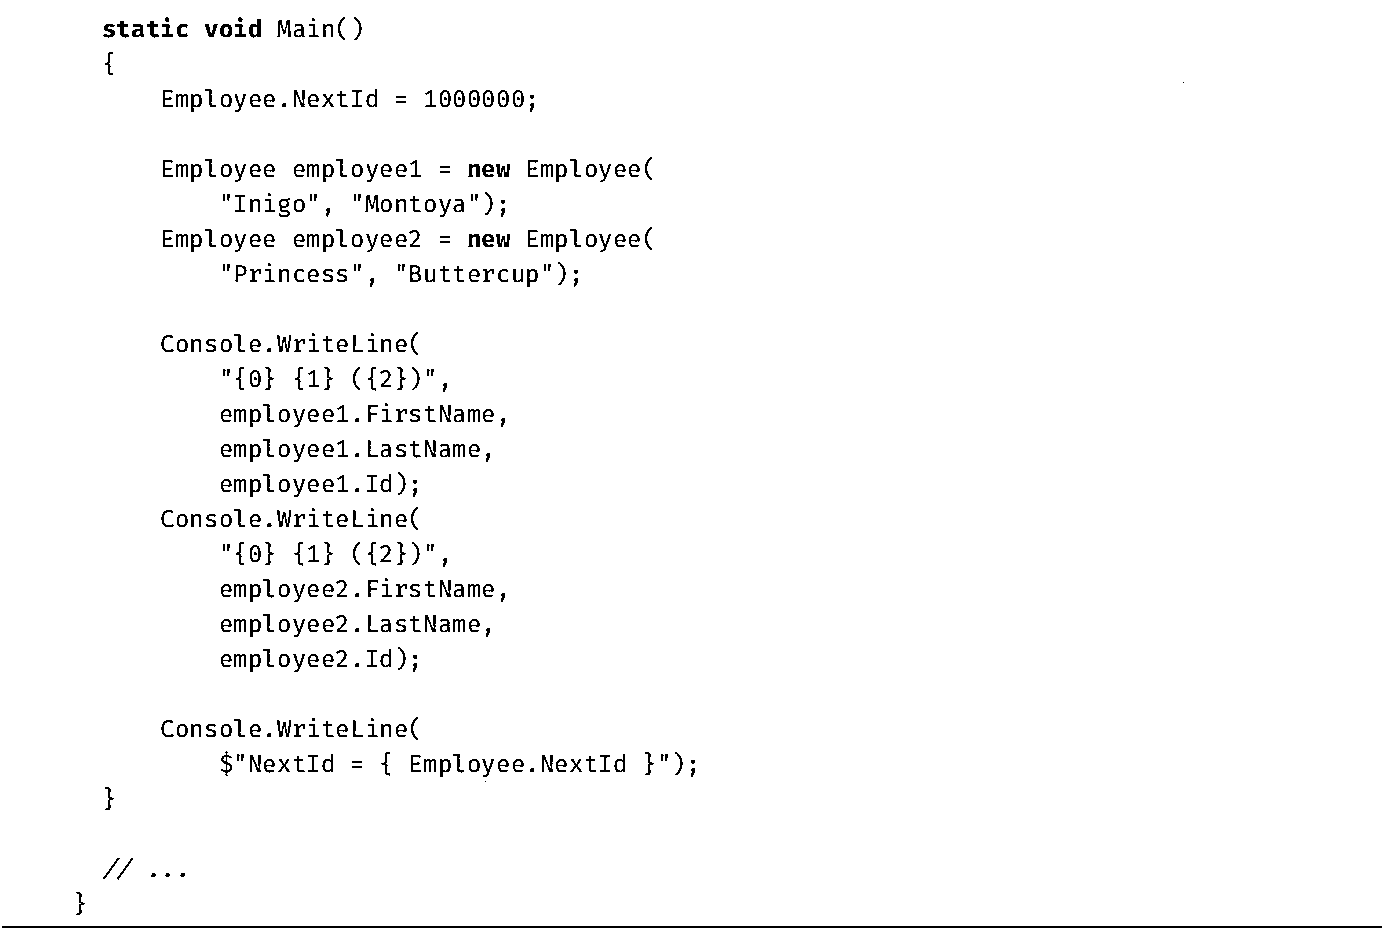 static void Main()
{
    Employee.NextId = 1000000;

    Employee employee1 = new Employee(
        "Inigo", "Montoya");
    Employee employee2 = new Employee(
        "Princess", "Buttercup");

    Console.WriteLine(
        "{0} {1} ({2})",
        employee1.FirstName,
        employee1.LastName,
        employee1.Id);
    Console.WriteLine(
        "{0} {1} ({2})",
        employee2.FirstName,
        employee2.LastName,
        employee2.Id);

    Console.WriteLine(
        $"NextId = { Employee.NextId }");
}

// ...
}